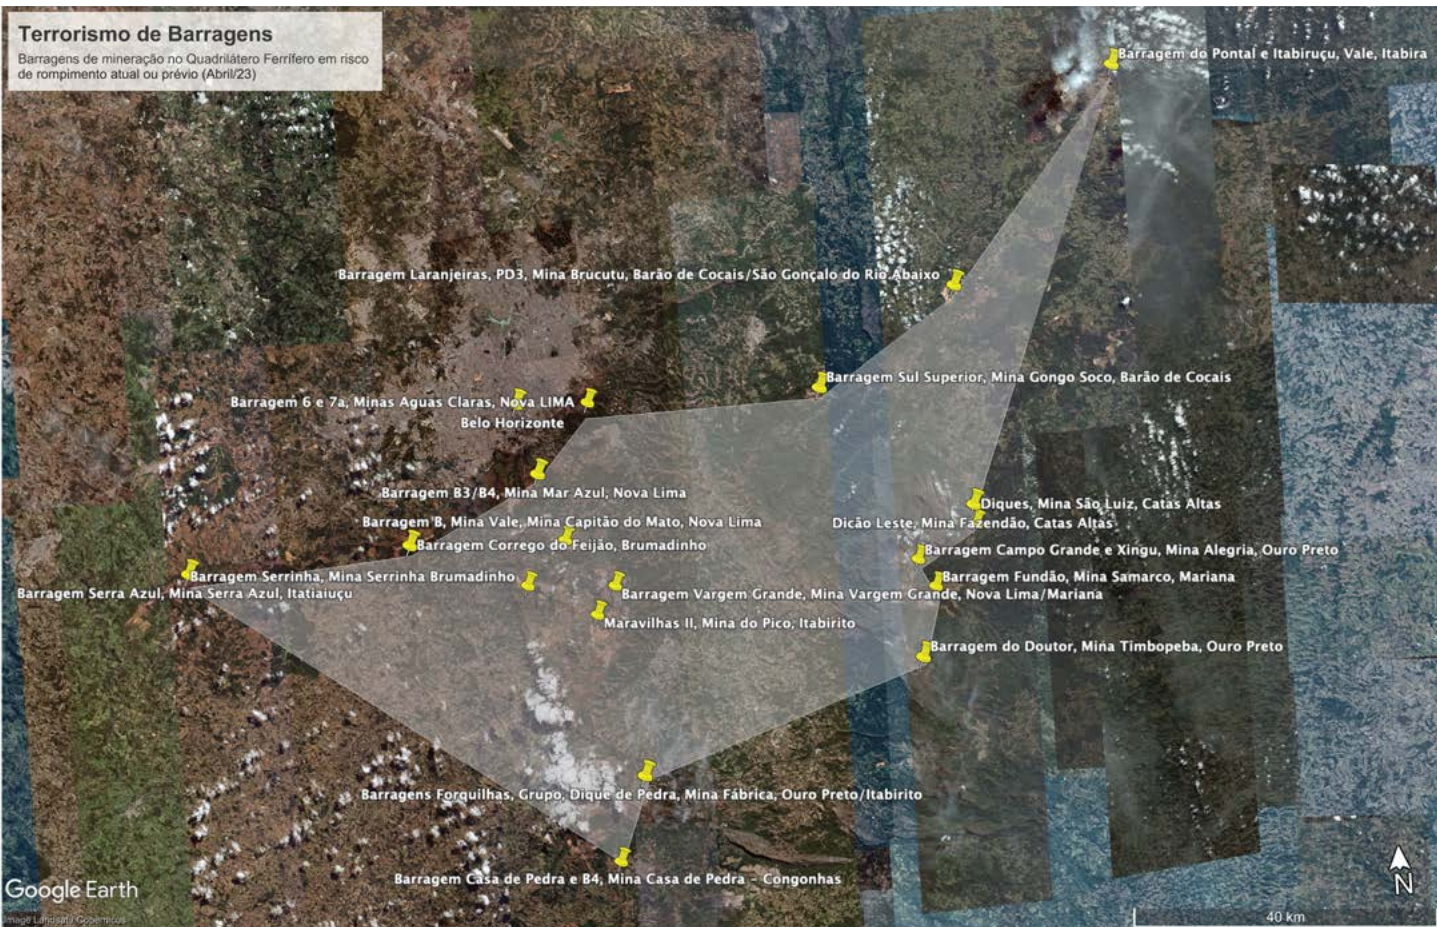 Terrorismo de Barragens
Barragens de mineração no Quadrilátero Ferrífero em risco
de rompimento atual ou prévio (Abril/23)
Barragem do Pontal e Itabiruçu, Vale, Itabira
Barragem Laranjeiras, PD3, Mina Brucutu, Barão de Cocais/São Gonçalo do Rio Abaixo
Barragem Sul Superior, Mina Gongo Soco, Barão de Cocais
Barragem 6 e 7a, Minas Aguas Claras, Nova LIMA
Belo Horizonte
Barragem B3/B4, Mina Mar Azul, Nova Lima
Diques, Mina São Luiz, Catas Altas
Barragem B, Mina Vale, Mina Capitão do Mato, Nova Lima
Dicão Leste, Mina Fazendão, Catas Altas
Barragem Corrego do Feijão, Brumadinho
Barragem Campo Grande e Xingu, Mina Alegria, Ouro Preto
Barragem Serrinha, Mina Serrinha Brumadinho
Barragem Fundão, Mina Samarco, Mariana
Barragem Serra Azul, Mina Serra Azul, Itatiaiuçu
Barragem Vargem Grande, Mina Vargem Grande, Nova Lima/Mariana
Maravilhas II, Mina do Pico, Itabirito
Barragem do Doutor, Mina Timbopeba, Ouro Preto
Barragens Forquilhas, Grupo, Dique de Pedra, Mina Fábrica, Ouro Preto/Itabirito
Barragem Casa de Pedra e B4, Mina Casa de Pedra - Congonhas
Google Earth
Image Landsat / Copernicus
N
40 km